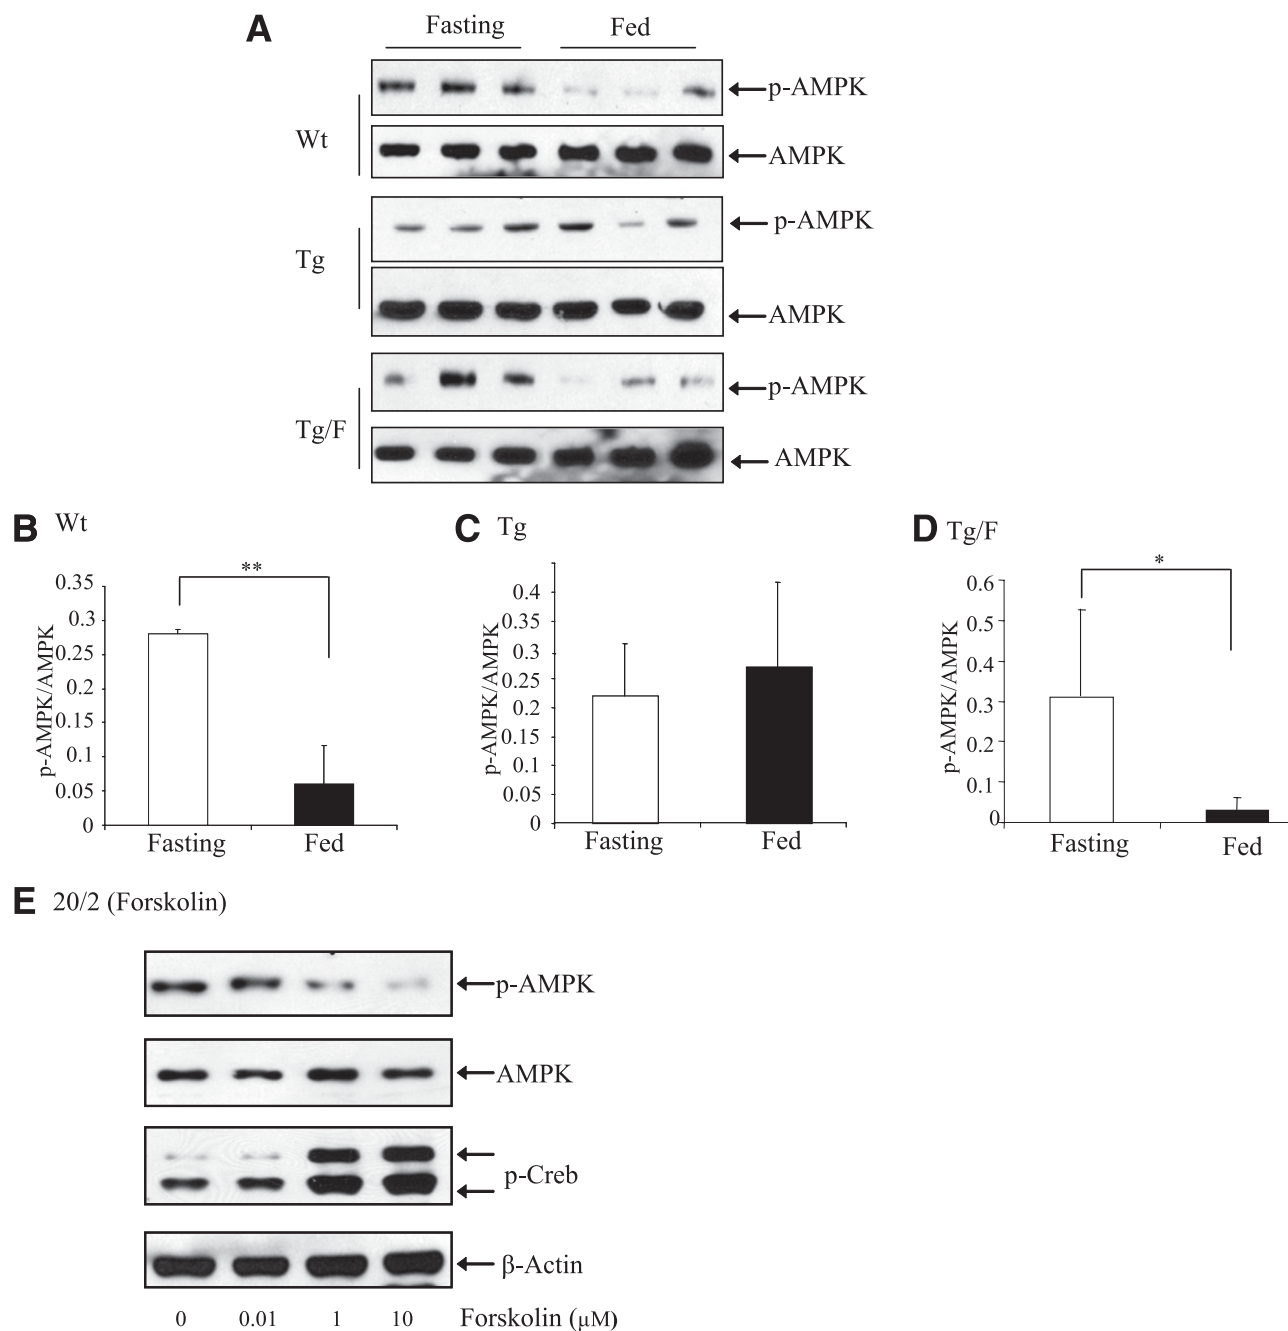 A
Fasting Fed
p-AMPK
Wt
AMPK
p-AMPK
Tg
AMPK
p-AMPK
Tg/F
AMPK
B Wt
**
p-AMPK/AMPK
0.35
0.3
0.25
0.2
0.15
0.1
0.05
0
Fasting Fed
C Tg
p-AMPK/AMPK
0.4
0.35
0.3
0.25
0.2
0.15
0.1
0.05
0
Fasting Fed
D Tg/F
*
p-AMPK/AMPK
0.6
0.5
0.4
0.3
0.2
0.1
0
Fasting Fed
E 20/2 (Forskolin)
p-AMPK
AMPK
p-Creb
β-Actin
0 0.01 1 10 Forskolin (μM)